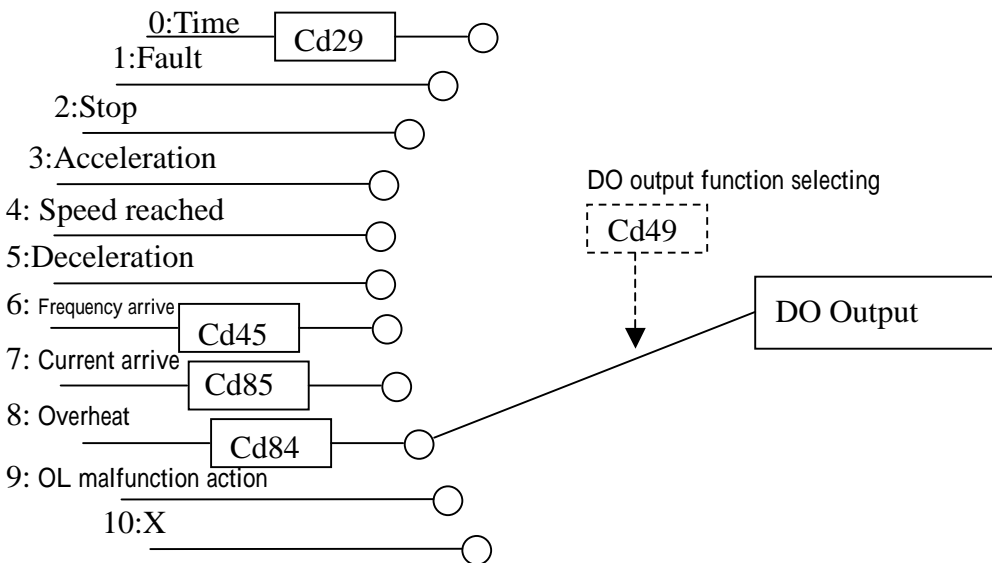 0:Time
Cd29
1:Fault
2:Stop
3:Acceleration
DO output function selecting
4: Speed reached
Cd49
5:Deceleration
6: Frequency arrive
DO Output
Cd45
7: Current arrive
Cd85
8: Overheat
Cd84
9: OL malfunction action
10:X